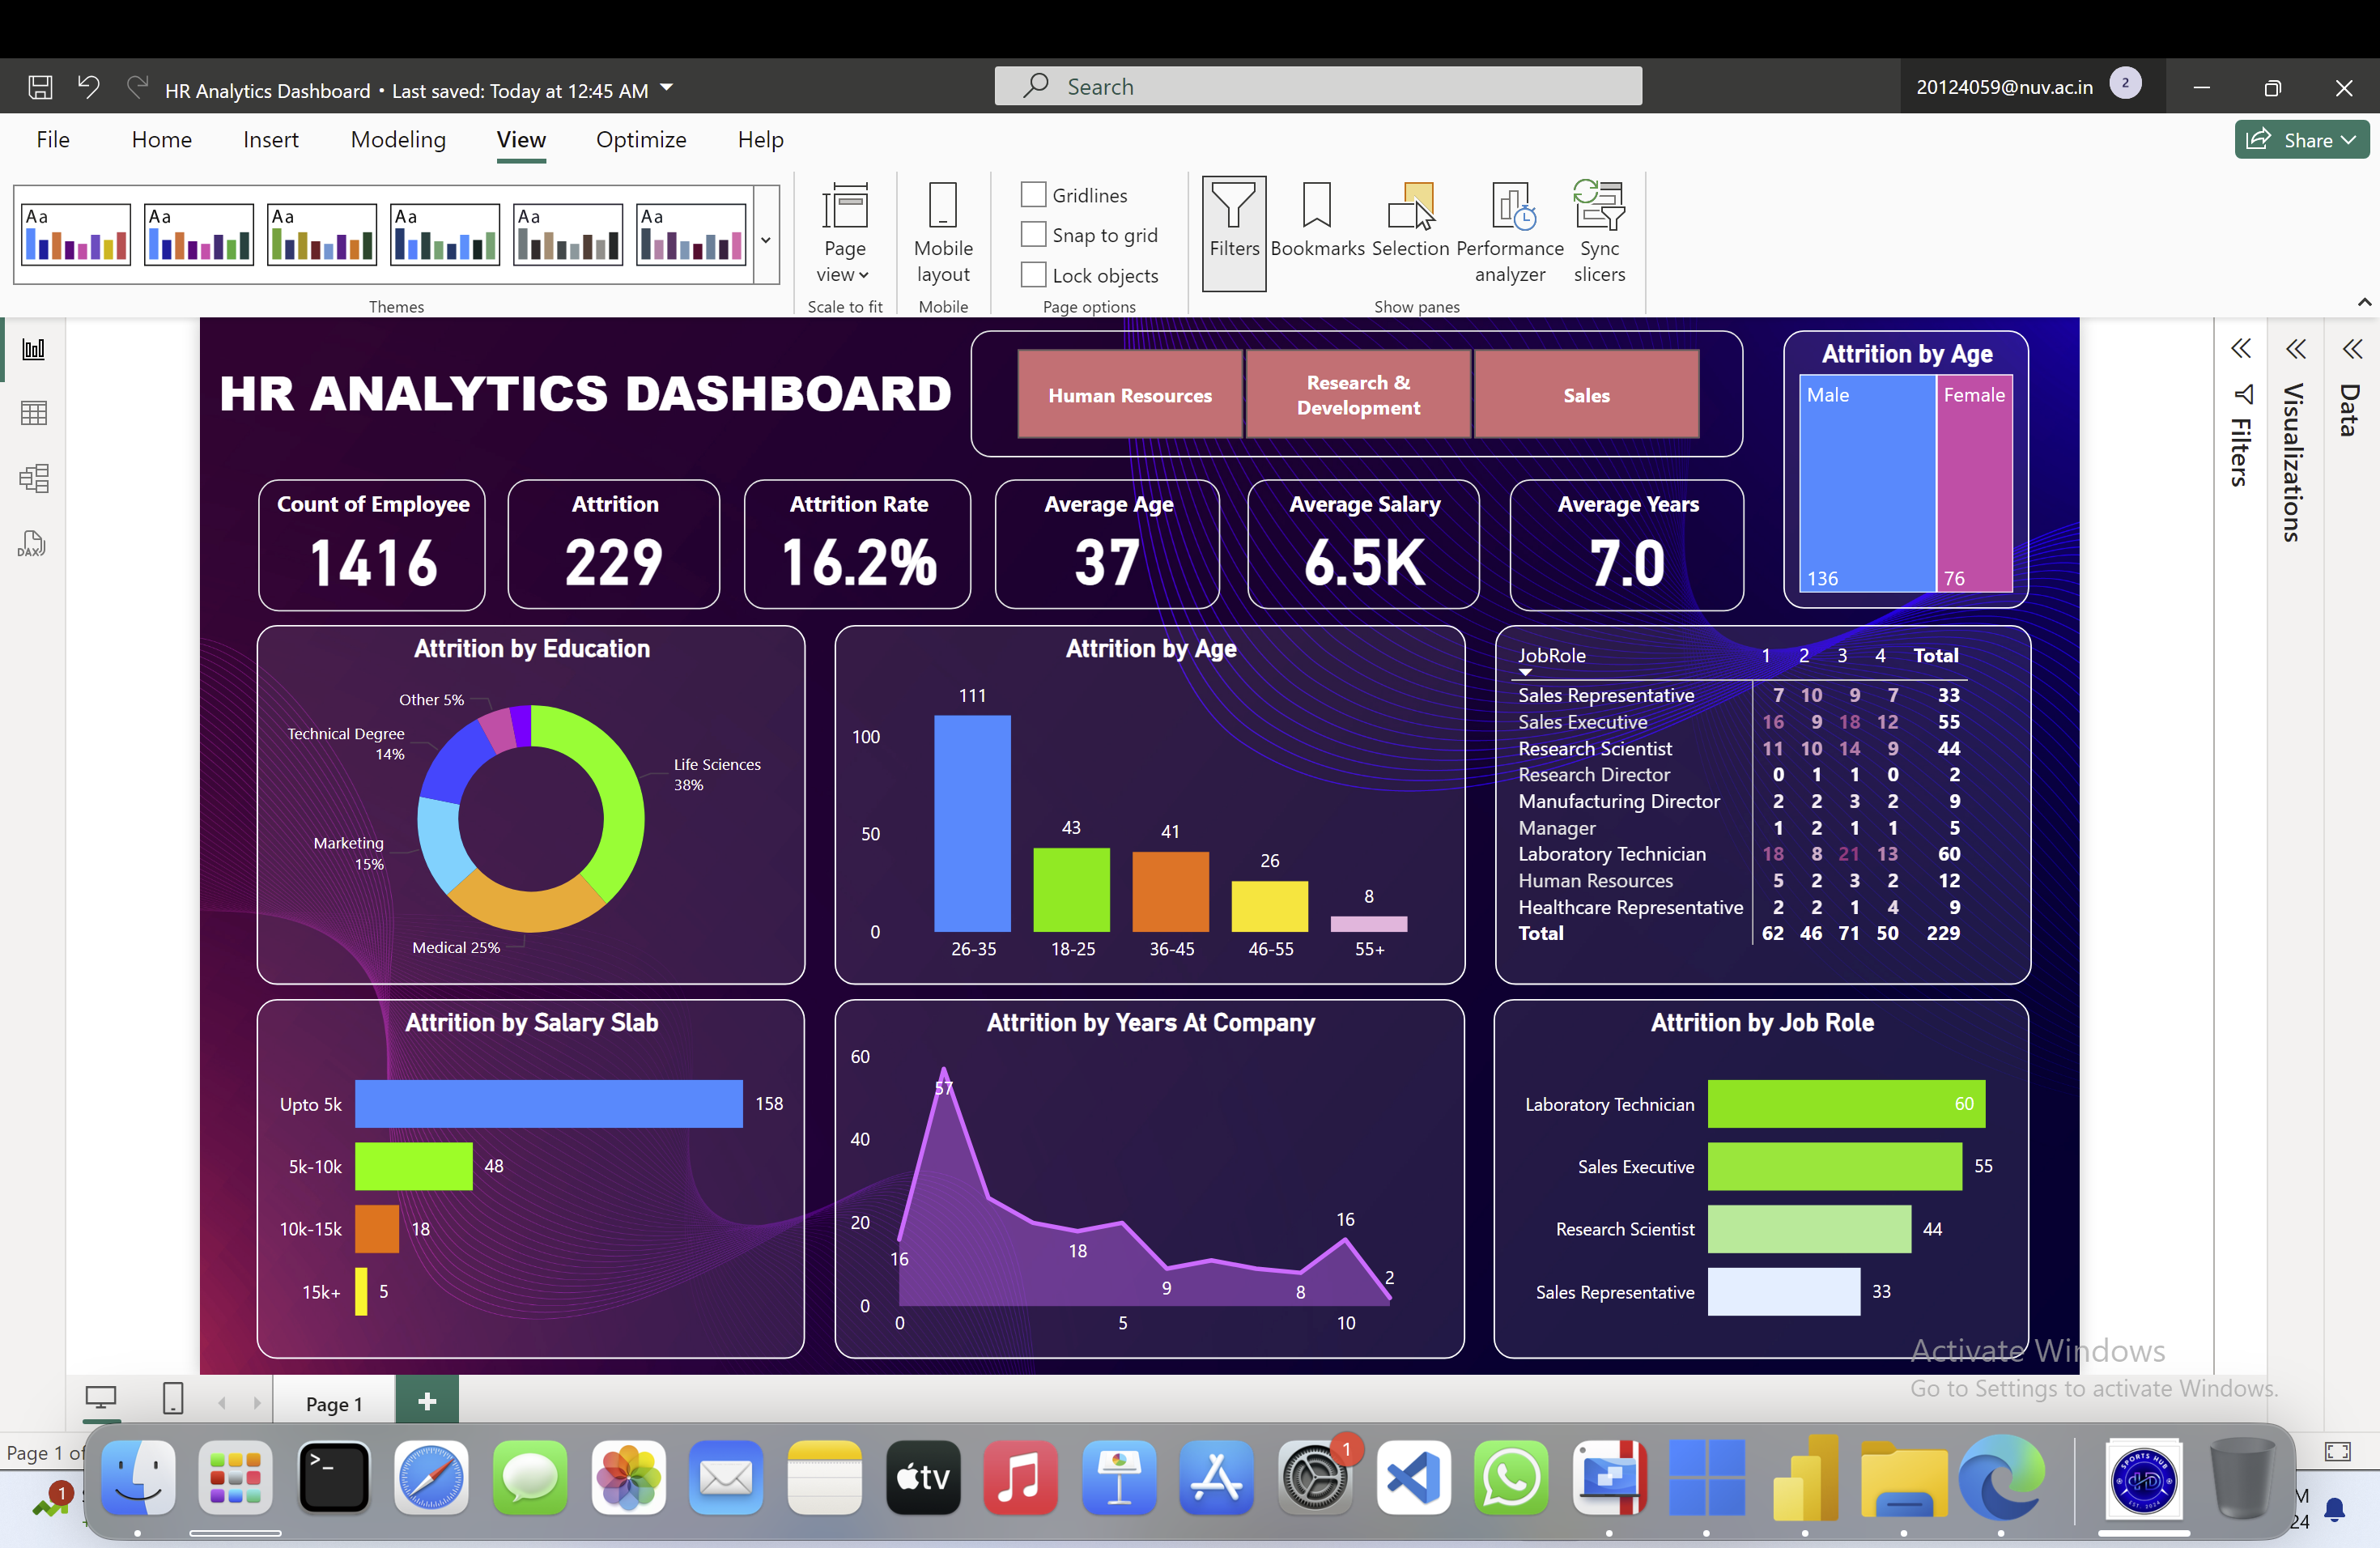 HR Analytics Dashboard • Last saved: Today at 12:45 AM
Search
20124059@nuv.ac.in
2
File
Home
Insert
Modeling
View
Optimize
Help
Share
Aa
Aa
Aa
Aa
Aa
Aa
Themes
Page
view
Scale to fit
Mobile
layout
Mobile
Gridlines
Snap to grid
Lock objects
Page options
Filters
Bookmarks
Selection
Performance
analyzer
Sync
slicers
Show panes
DAX
HR ANALYTICS DASHBOARD
Human Resources
Research &
Development
Sales
Attrition by Age
Male
Female
136
76
Count of Employee
1416
Attrition
229
Attrition Rate
16.2%
Average Age
37
Average Salary
6.5K
Average Years
7.0
Filters
Visualizations
Data
Attrition by Education
Other 5%
Technical Degree
14%
Life Sciences
38%
Marketing
15%
Medical 25%
Attrition by Age
100
50
0
111
43
41
26
8
26-35
18-25
36-45
46-55
55+
JobRole 1 2 3 4 Total
Sales Representative 7 10 9 7 33
Sales Executive 16 9 18 12 55
Research Scientist 11 10 14 9 44
Research Director 0 1 1 0 2
Manufacturing Director 2 2 3 2 9
Manager 1 2 1 1 5
Laboratory Technician 18 8 21 13 60
Human Resources 5 2 3 2 12
Healthcare Representative 2 2 1 4 9
Total 62 46 71 50 229
Attrition by Salary Slab
Upto 5k 158
5k-10k 48
10k-15k 18
15k+ 5
Attrition by Years At Company
60
40
20
0
16
57
18
9
8
16
2
0
5
10
Attrition by Job Role
Laboratory Technician 60
Sales Executive 55
Research Scientist 44
Sales Representative 33
Activate Windows
Go to Settings to activate Windows.
Page 1
+
Page 1 of
1
>_
tv
1
SPORTS HUB
M
24